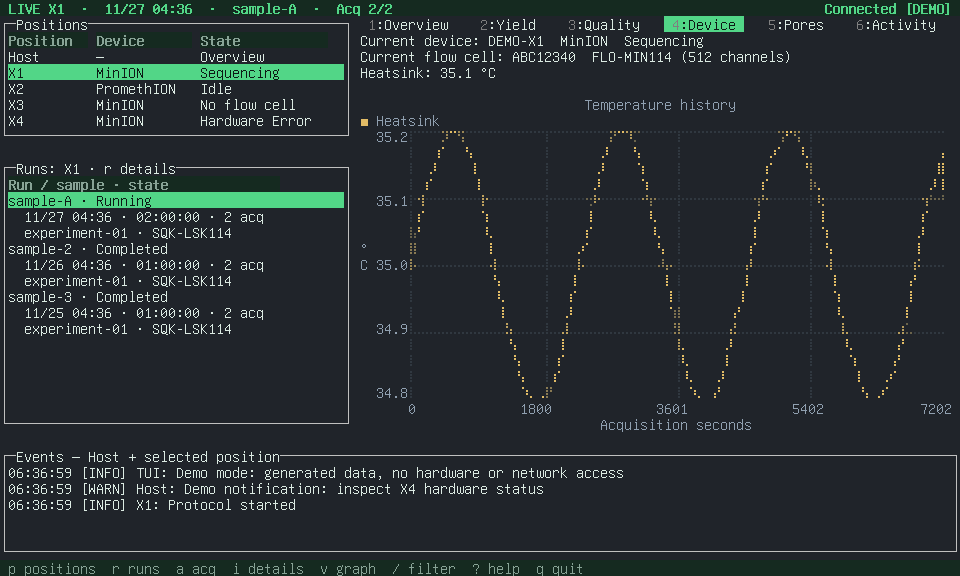 LIVE X1 · 11/27 04:36 · sample-A · Acq 2/2 Connected [DEMO]
Positions
Position Device State
Host — Overview
X1 MinION Sequencing
X2 PromethION Idle
X3 MinION No flow cell
X4 MinION Hardware Error
Runs: X1 · r details
Run / sample · state
sample-A · Running
11/27 04:36 · 02:00:00 · 2 acq
experiment-01 · SQK-LSK114
sample-2 · Completed
11/26 04:36 · 01:00:00 · 2 acq
experiment-01 · SQK-LSK114
sample-3 · Completed
11/25 04:36 · 01:00:00 · 2 acq
experiment-01 · SQK-LSK114
1:Overview 2:Yield 3:Quality 4:Device 5:Pores 6:Activity
Current device: DEMO-X1 MinION Sequencing
Current flow cell: ABC12340 FLO-MIN114 (512 channels)
Heatsink: 35.1 °C
Temperature history
Heatsink
35.2
35.1
°
C 35.0
34.9
34.8
0 1800 3601 5402 7202
Acquisition seconds
Events — Host + selected position
06:36:59 [INFO] TUI: Demo mode: generated data, no hardware or network access
06:36:59 [WARN] Host: Demo notification: inspect X4 hardware status
06:36:59 [INFO] X1: Protocol started
p positions r runs a acq i details v graph / filter ? help q quit